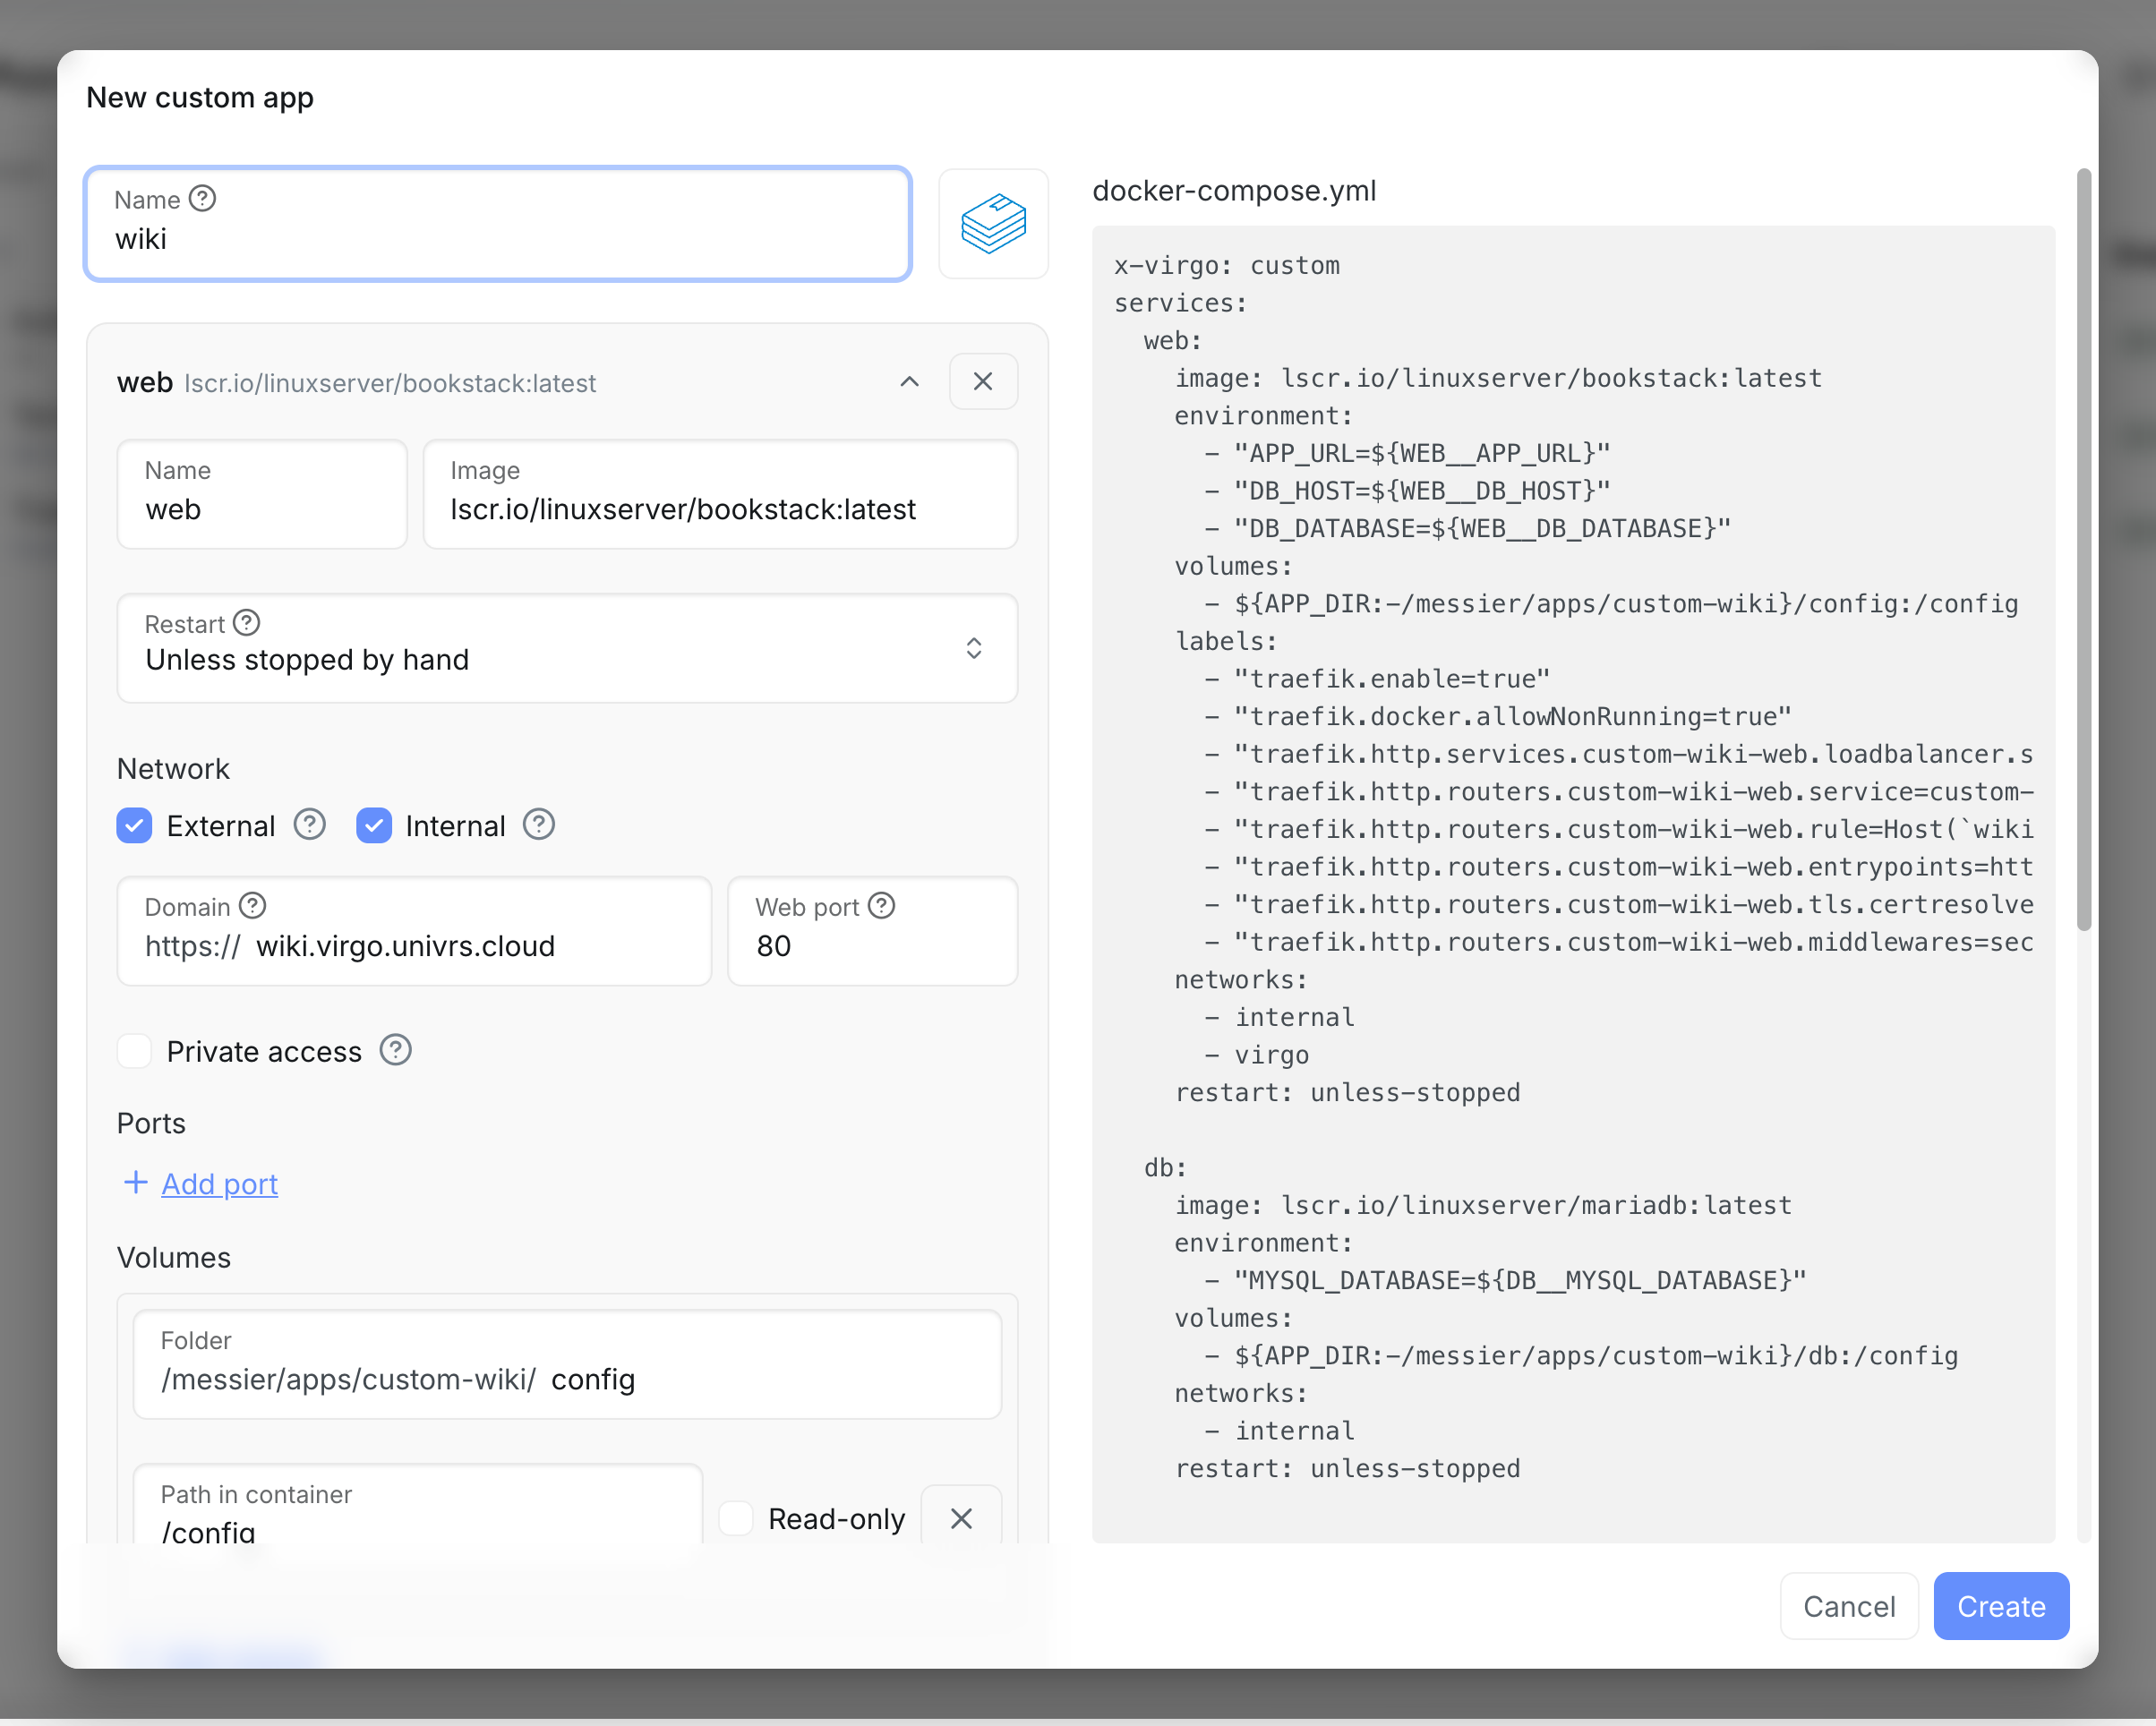 New custom app
Name
wiki
web lscr.io/linuxserver/bookstack:latest
Name
web
Image
lscr.io/linuxserver/bookstack:latest
Restart
Unless stopped by hand
Network
External
Internal
Domain
https:// wiki.virgo.univrs.cloud
Web port
80
Private access
Ports
+ Add port
Volumes
Folder
/messier/apps/custom-wiki/ config
Path in container
/config
Read-only
docker-compose.yml
x-virgo: custom
services:
  web:
    image: lscr.io/linuxserver/bookstack:latest
    environment:
      - "APP_URL=${WEB__APP_URL}"
      - "DB_HOST=${WEB__DB_HOST}"
      - "DB_DATABASE=${WEB__DB_DATABASE}"
    volumes:
      - ${APP_DIR:-/messier/apps/custom-wiki}/config:/config
    labels:
      - "traefik.enable=true"
      - "traefik.docker.allowNonRunning=true"
      - "traefik.http.services.custom-wiki-web.loadbalancer.s
      - "traefik.http.routers.custom-wiki-web.service=custom-
      - "traefik.http.routers.custom-wiki-web.rule=Host(`wiki
      - "traefik.http.routers.custom-wiki-web.entrypoints=htt
      - "traefik.http.routers.custom-wiki-web.tls.certresolve
      - "traefik.http.routers.custom-wiki-web.middlewares=sec
    networks:
      - internal
      - virgo
    restart: unless-stopped
  db:
    image: lscr.io/linuxserver/mariadb:latest
    environment:
      - "MYSQL_DATABASE=${DB__MYSQL_DATABASE}"
    volumes:
      - ${APP_DIR:-/messier/apps/custom-wiki}/db:/config
    networks:
      - internal
    restart: unless-stopped
Cancel
Create